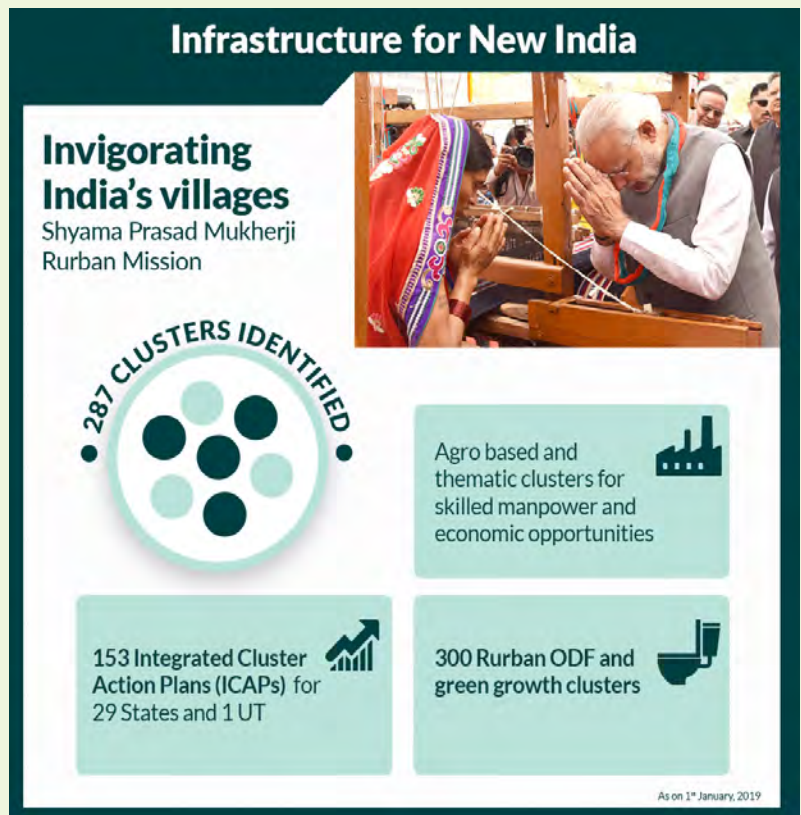 Infrastructure for New India
Invigorating
India's villages
Shyama Prasad Mukherji
Rurban Mission
287 CLUSTERS IDENTIFIED
Agro based and
thematic clusters for
skilled manpower and
economic opportunities
153 Integrated Cluster
Action Plans (ICAPs) for
29 States and 1 UT
300 Rurban ODF and
green growth clusters
As on 1st January, 2019